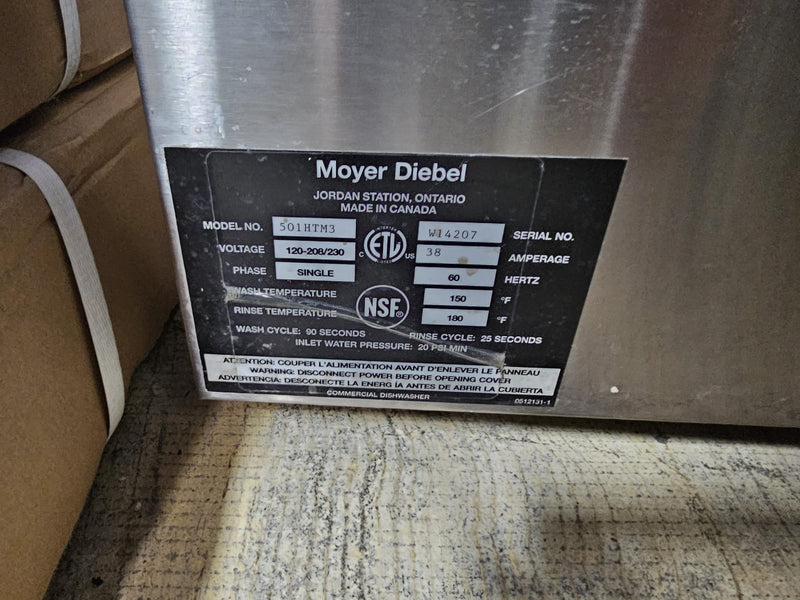 Moyer Diebel
JORDAN STATION, ONTARIO
MADE IN CANADA
MODEL NO. 501HTM3 W14207 SERIAL NO.
VOLTAGE 120-208/230 C ETL US 38 AMPERAGE
PHASE SINGLE 60 HERTZ
WASH TEMPERATURE 150 °F
RINSE TEMPERATURE NSF® 180 °F
WASH CYCLE: 90 SECONDS RINSE CYCLE: 25 SECONDS
INLET WATER PRESSURE: 20 PSI MIN
ATTENTION: COUPER L'ALIMENTATION AVANT D'ENLEVER LE PANNEAU
WARNING: DISCONNECT POWER BEFORE OPENING COVER
ADVERTENCIA: DESCONECTE LA ENERGÍA ANTES DE ABRIR LA CUBIERTA
COMMERCIAL DISHWASHER 0512131-1